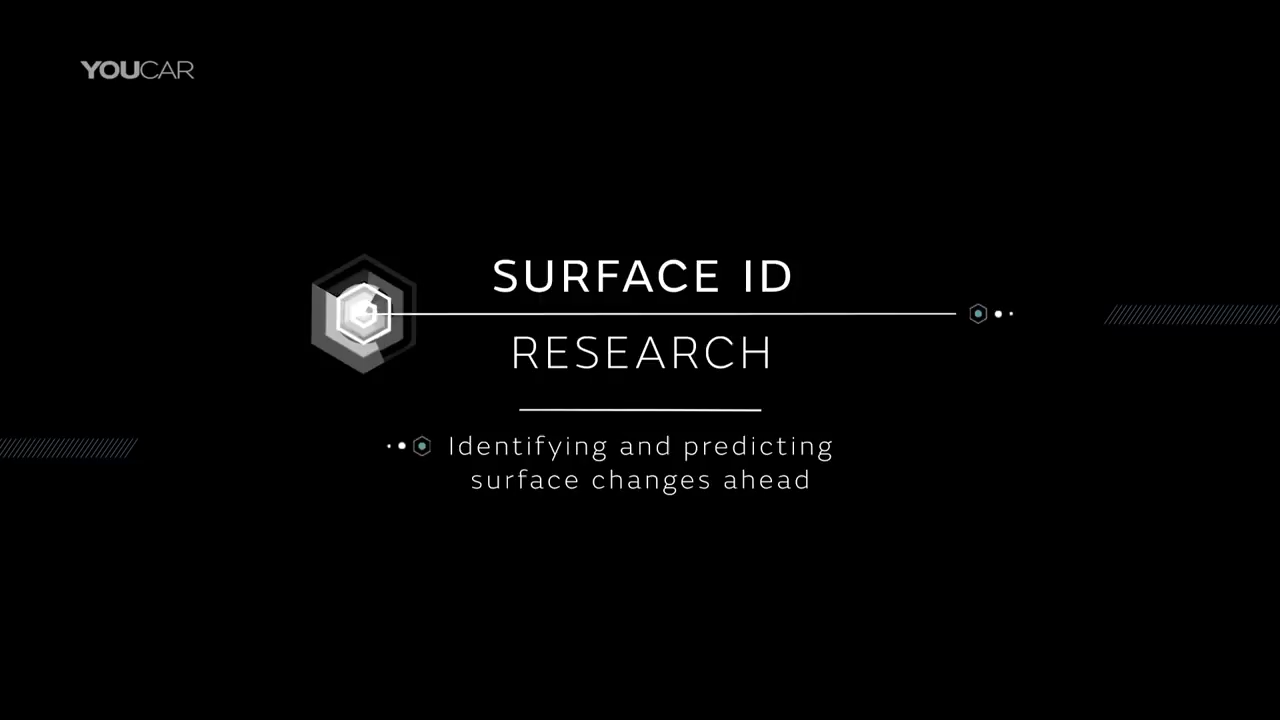 YOUCAR
SURFACE ID
RESEARCH
Identifying and predicting
surface changes ahead